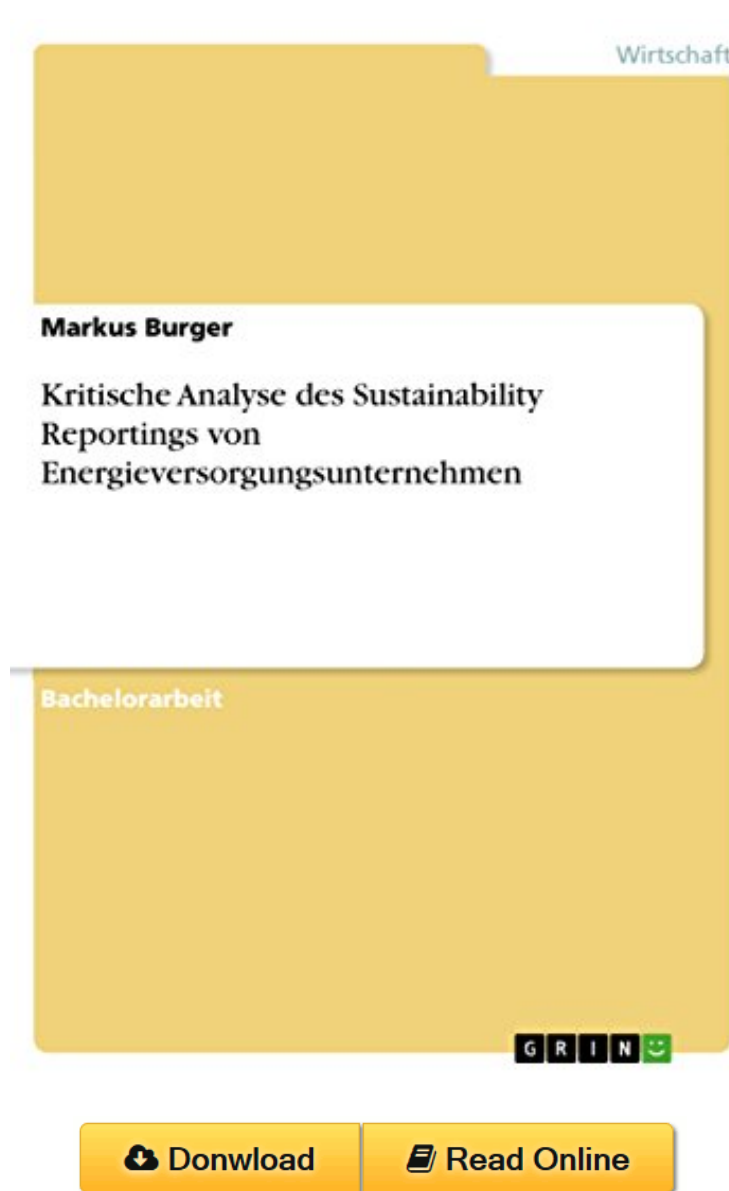 Wirtschaft
Markus Burger
Kritische Analyse des Sustainability
Reportings von
Energieversorgungsunternehmen
Bachelorarbeit
GRIN
Donwload Read Online